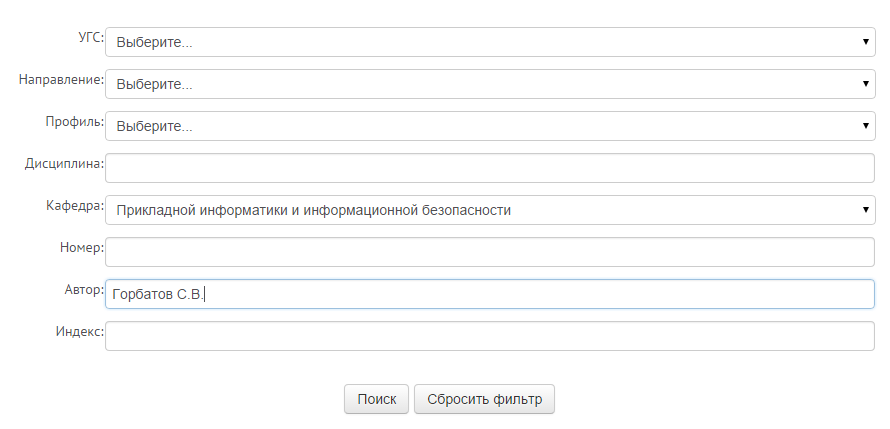 УГС: Выберите...
Направление: Выберите...
Профиль: Выберите...
Дисциплина:
Кафедра: Прикладной информатики и информационной безопасности
Номер:
Автор: Горбатов С.В.
Индекс:
Поиск Сбросить фильтр